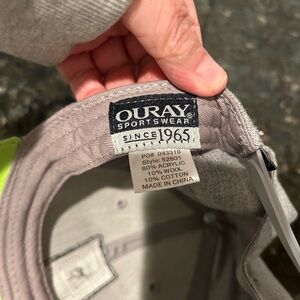 OURAY
SPORTSWEAR
SINCE 1965
PO# 043310
Style: 52801
80% ACRYLIC
10% WOOL
10% COTTON
MADE IN CHINA